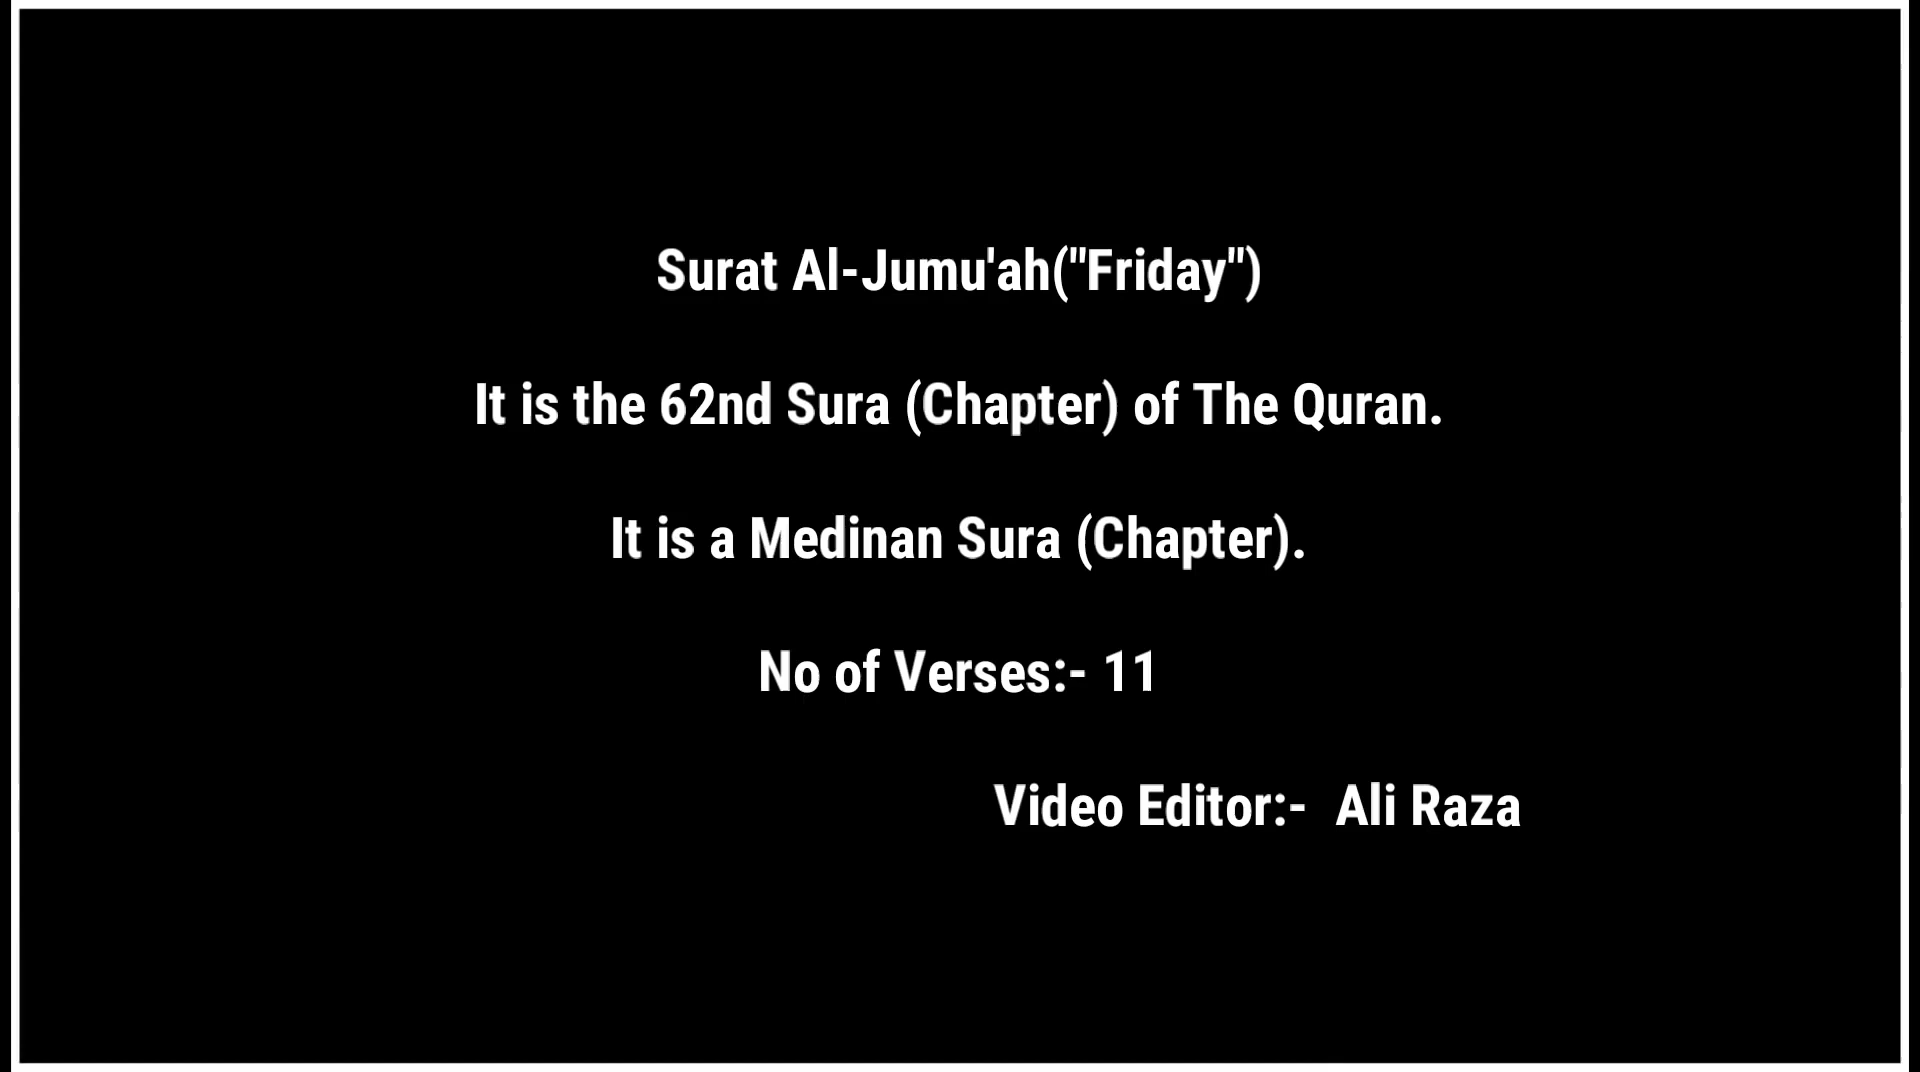 Surat Al-Jumu'ah("Friday")
It is the 62nd Sura (Chapter) of The Quran.
It is a Medinan Sura (Chapter).
No of Verses:- 11
Video Editor:-  Ali Raza